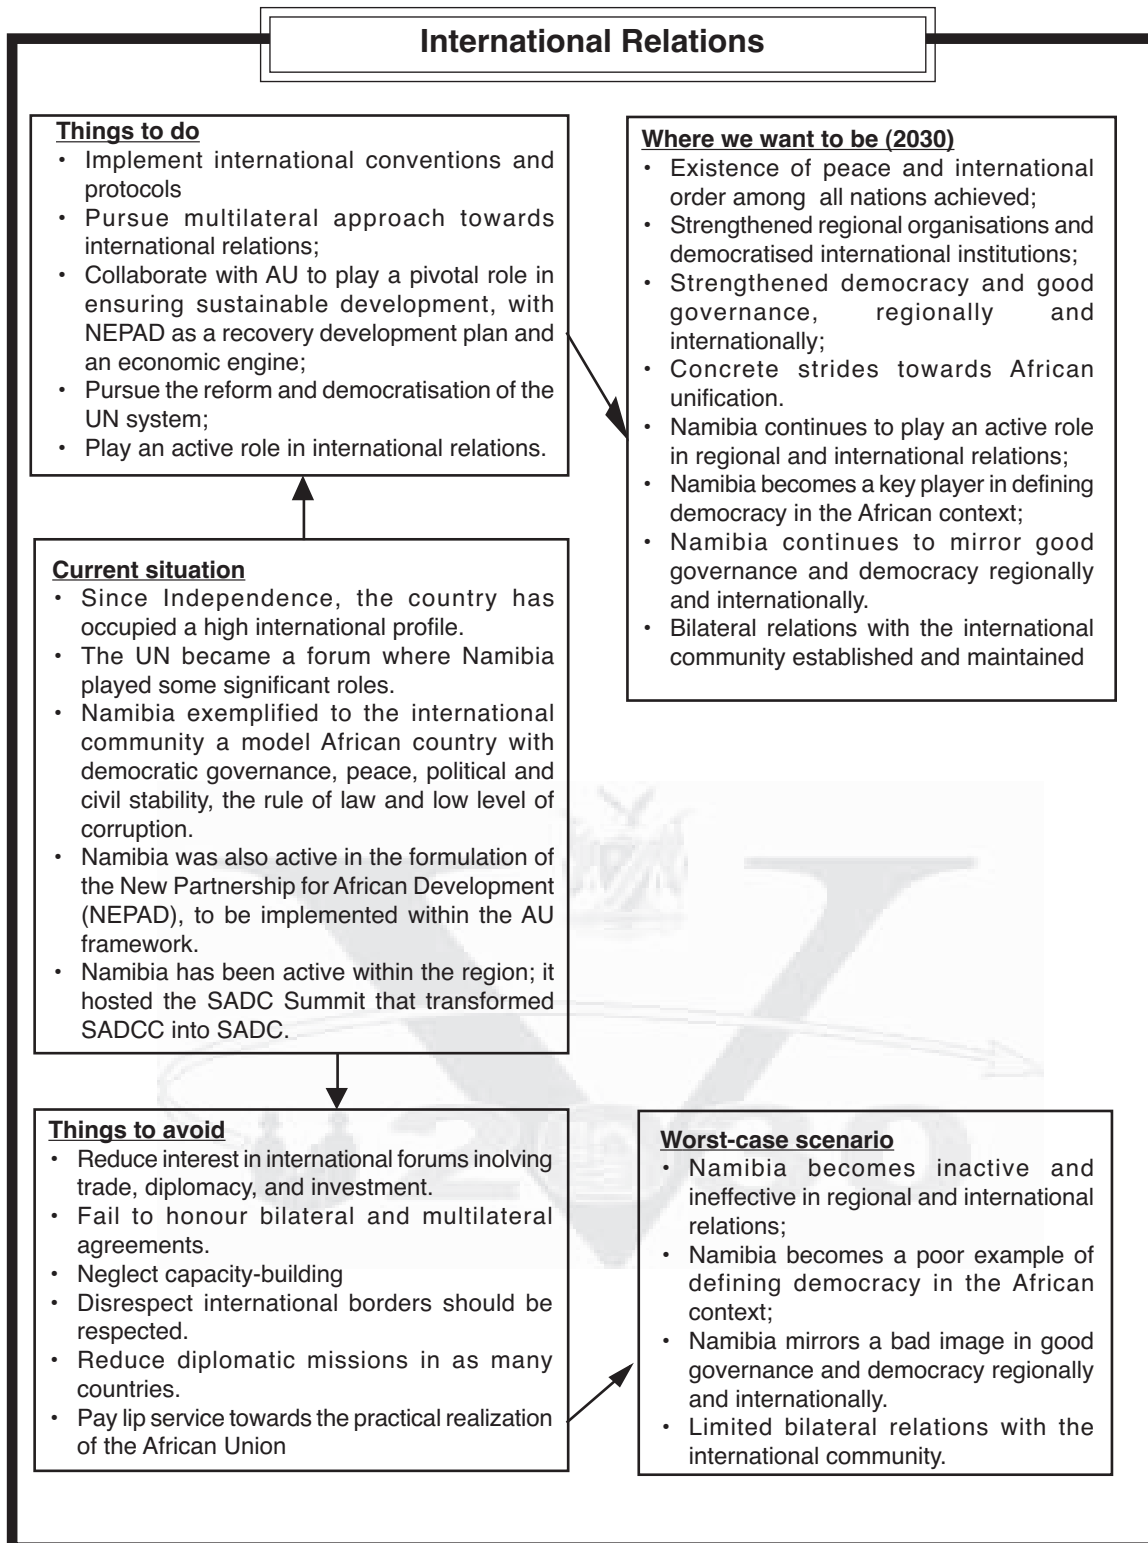 International Relations
Things to do
• Implement international conventions and
protocols
• Pursue multilateral approach towards
international relations;
• Collaborate with AU to play a pivotal role in
ensuring sustainable development, with
NEPAD as a recovery development plan and
an economic engine;
• Pursue the reform and democratisation of the
UN system;
• Play an active role in international relations.
Where we want to be (2030)
• Existence of peace and international
order among all nations achieved;
• Strengthened regional organisations and
democratised international institutions;
• Strengthened democracy and good
governance, regionally and
internationally;
• Concrete strides towards African
unification.
• Namibia continues to play an active role
in regional and international relations;
• Namibia becomes a key player in defining
democracy in the African context;
• Namibia continues to mirror good
governance and democracy regionally
and internationally.
• Bilateral relations with the international
community established and maintained
Current situation
• Since Independence, the country has
occupied a high international profile.
• The UN became a forum where Namibia
played some significant roles.
• Namibia exemplified to the international
community a model African country with
democratic governance, peace, political and
civil stability, the rule of law and low level of
corruption.
• Namibia was also active in the formulation of
the New Partnership for African Development
(NEPAD), to be implemented within the AU
framework.
• Namibia has been active within the region; it
hosted the SADC Summit that transformed
SADCC into SADC.
Things to avoid
• Reduce interest in international forums inolving
trade, diplomacy, and investment.
• Fail to honour bilateral and multilateral
agreements.
• Neglect capacity-building
• Disrespect international borders should be
respected.
• Reduce diplomatic missions in as many
countries.
• Pay lip service towards the practical realization
of the African Union
Worst-case scenario
• Namibia becomes inactive and
ineffective in regional and international
relations;
• Namibia becomes a poor example of
defining democracy in the African
context;
• Namibia mirrors a bad image in good
governance and democracy regionally
and internationally.
• Limited bilateral relations with the
international community.
V
2030